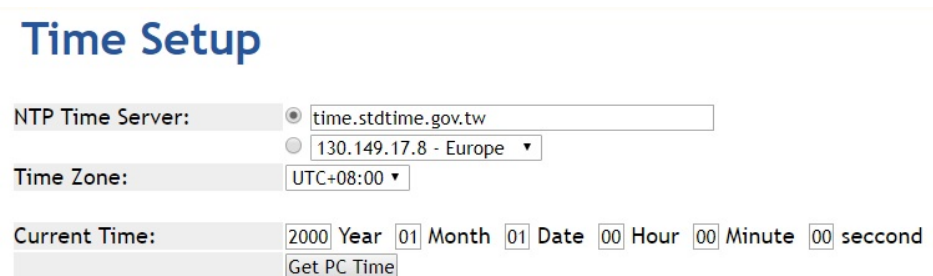 Time Setup
NTP Time Server: time.stdtime.gov.tw
130.149.17.8 - Europe
Time Zone: UTC+08:00
Current Time: 2000 Year 01 Month 01 Date 00 Hour 00 Minute 00 seccond
Get PC Time